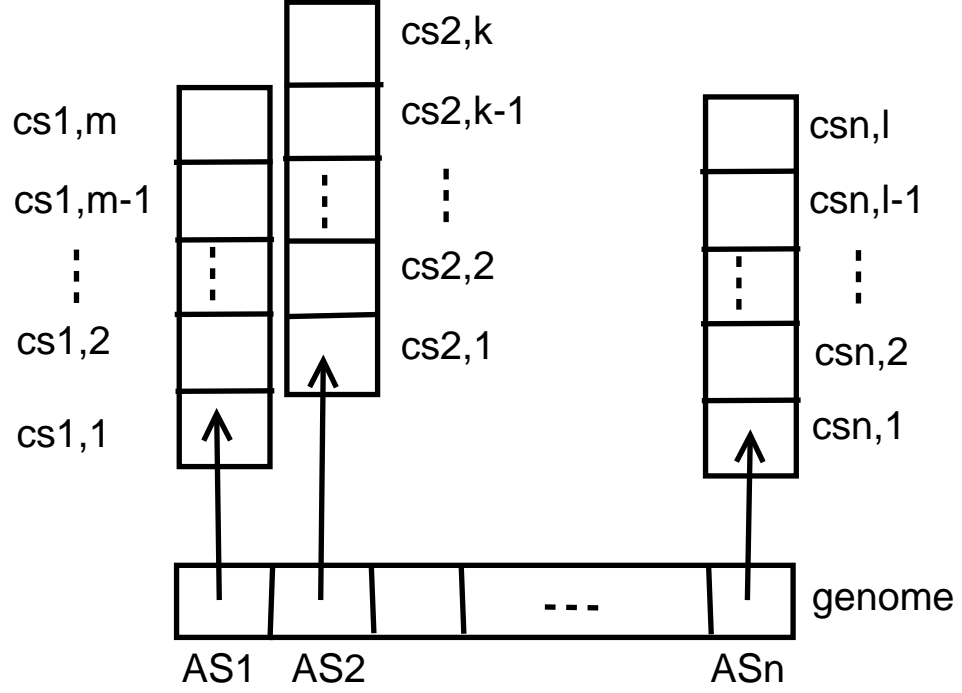 cs2,k
cs1,m cs2,k-1 csn,l
cs1,m-1 csn,l-1
cs2,2
cs1,2 cs2,1 csn,2
cs1,1 csn,1
genome
AS1 AS2 ASn